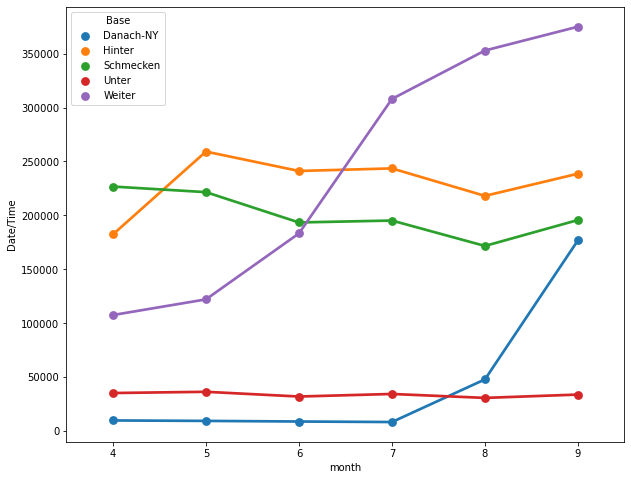 Base
Danach-NY
Hinter
Schmecken
Unter
Weiter
350000
300000
250000
200000
150000
100000
50000
0
Date/Time
4 5 6 7 8 9
month